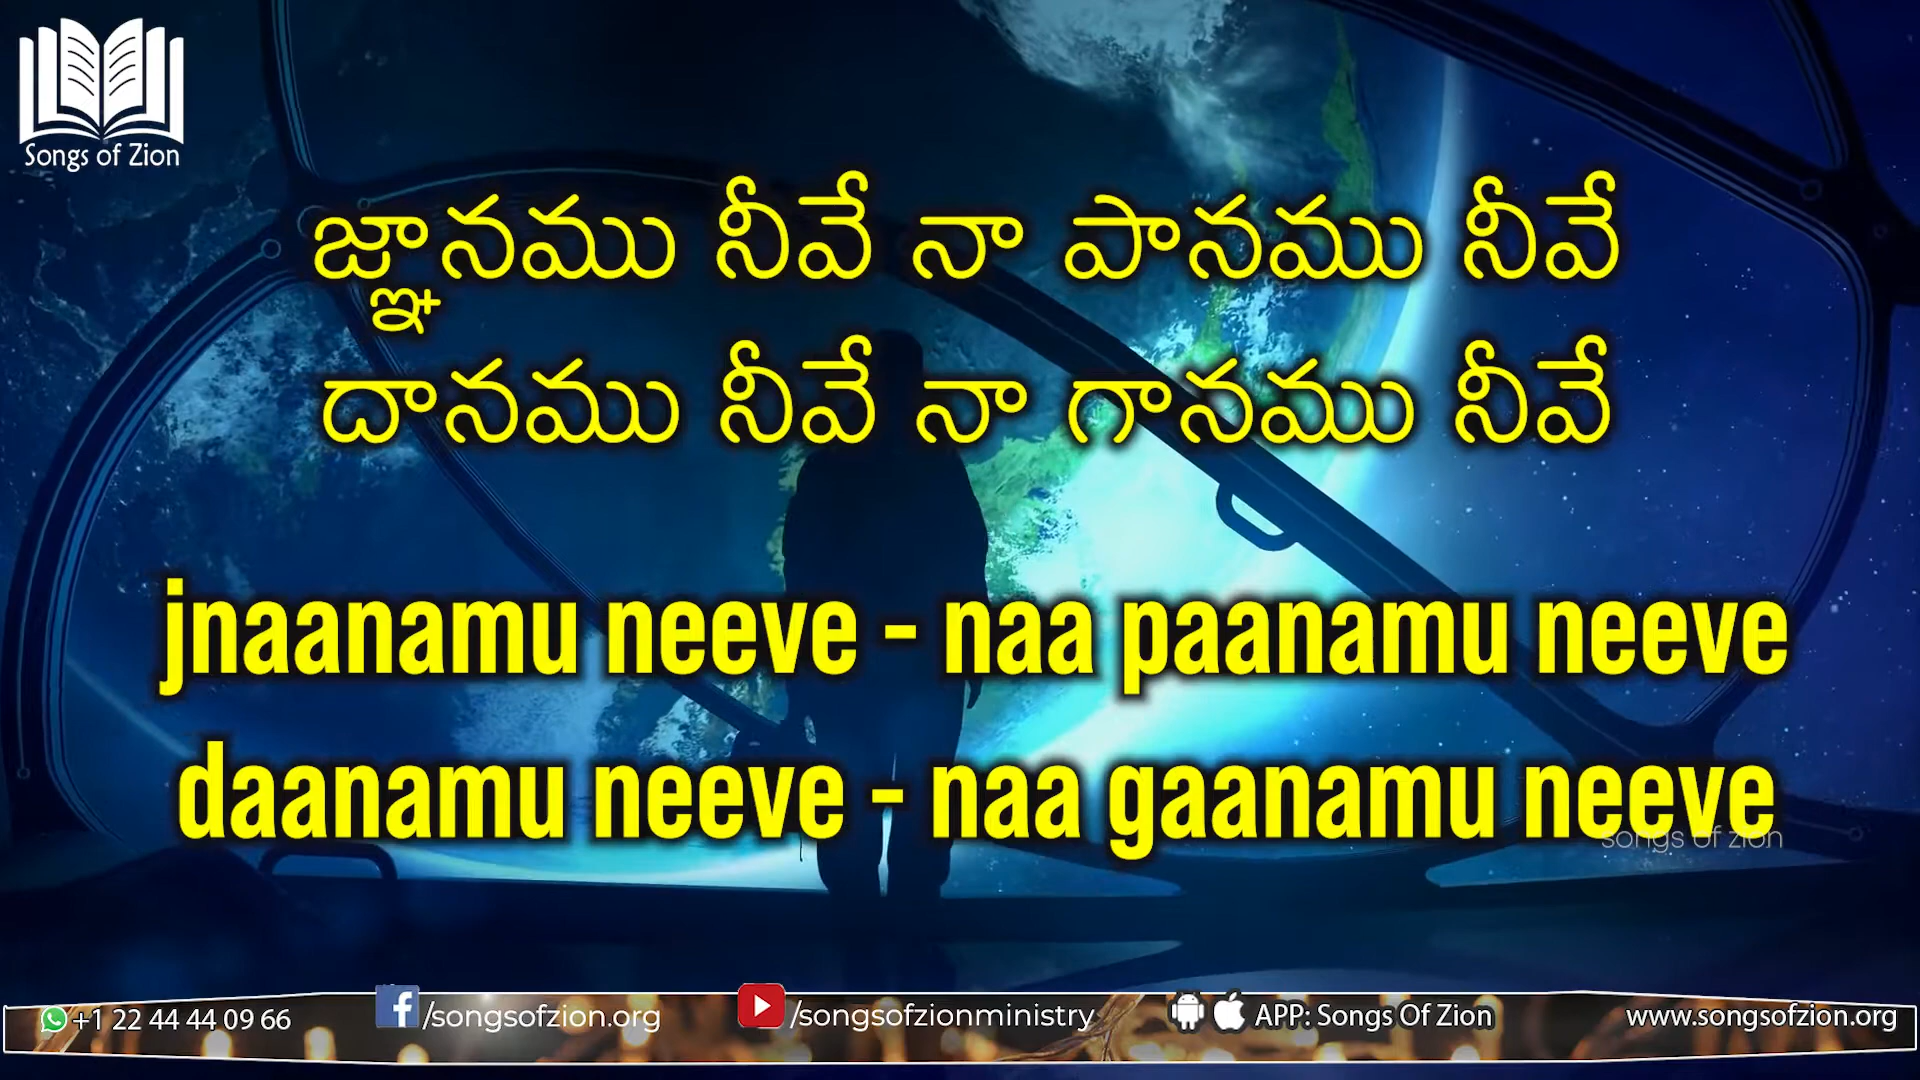 Songs of Zion
జ్ఞానము నీవే నా పానము నీవే
దానము నీవే నా గానము నీవే
jnaanamu neeve - naa paanamu neeve
daanamu neeve - naa gaanamu neeve
songs of zion
+1 22 44 44 09 66 /songsofzion.org /songsofzionministry APP: Songs Of Zion www.songsofzion.org